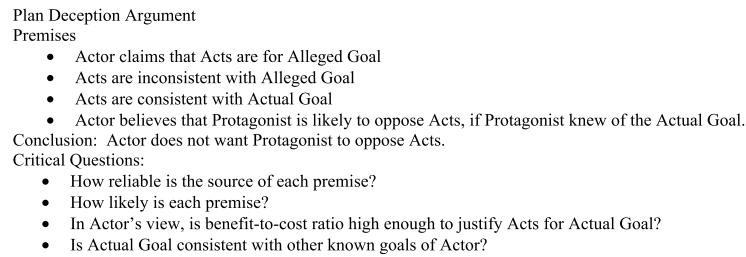 Plan Deception Argument
Premises
• Actor claims that Acts are for Alleged Goal
• Acts are inconsistent with Alleged Goal
• Acts are consistent with Actual Goal
• Actor believes that Protagonist is likely to oppose Acts, if Protagonist knew of the Actual Goal.
Conclusion: Actor does not want Protagonist to oppose Acts.
Critical Questions:
• How reliable is the source of each premise?
• How likely is each premise?
• In Actor's view, is benefit-to-cost ratio high enough to justify Acts for Actual Goal?
• Is Actual Goal consistent with other known goals of Actor?